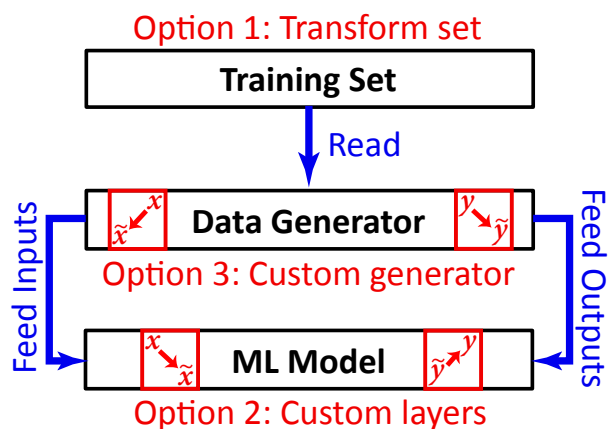 Option 1: Transform set
Training Set
Read
Feed Inputs
x
x̃
Data Generator
y
ỹ
Feed Outputs
Option 3: Custom generator
x
x̃
ML Model
y
ỹ
Option 2: Custom layers